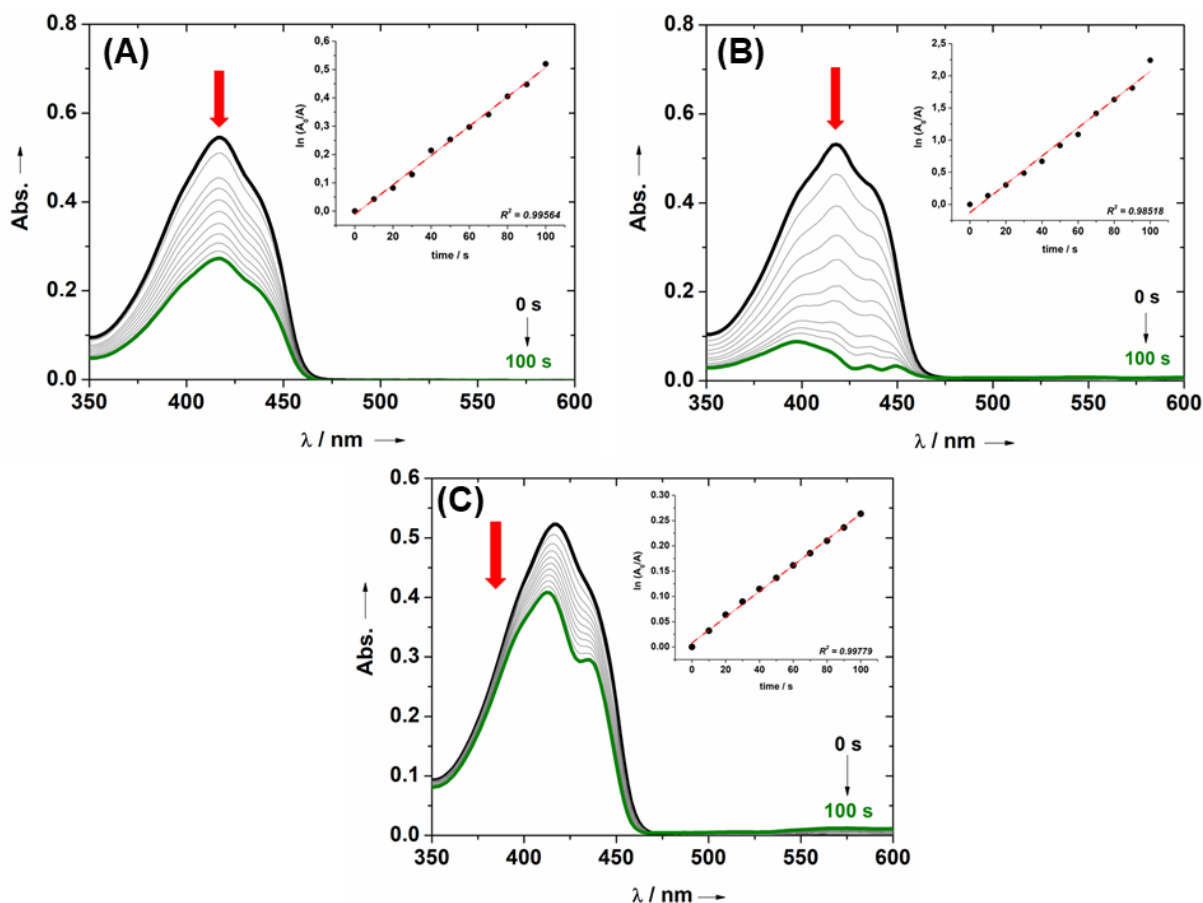 (A)
0.8
0.6
0.4
0.2
0.0
Abs.
350 400 450 500 550 600
λ / nm
0 s
100 s
0,6
0,5
0,4
0,3
0,2
0,1
0,0
ln (A0/A)
0 20 40 60 80 100
time / s
R² = 0.99564
(B)
0.8
0.6
0.4
0.2
0.0
Abs.
350 400 450 500 550 600
λ / nm
0 s
100 s
2,5
2,0
1,5
1,0
0,5
0,0
ln (A0/A)
0 20 40 60 80 100
time / s
R² = 0.98518
(C)
0.6
0.5
0.4
0.3
0.2
0.1
0.0
Abs.
350 400 450 500 550 600
λ / nm
0 s
100 s
0.30
0.25
0.20
0.15
0.10
0.05
0.00
ln (A0/A)
0 20 40 60 80 100
time / s
R² = 0.99779